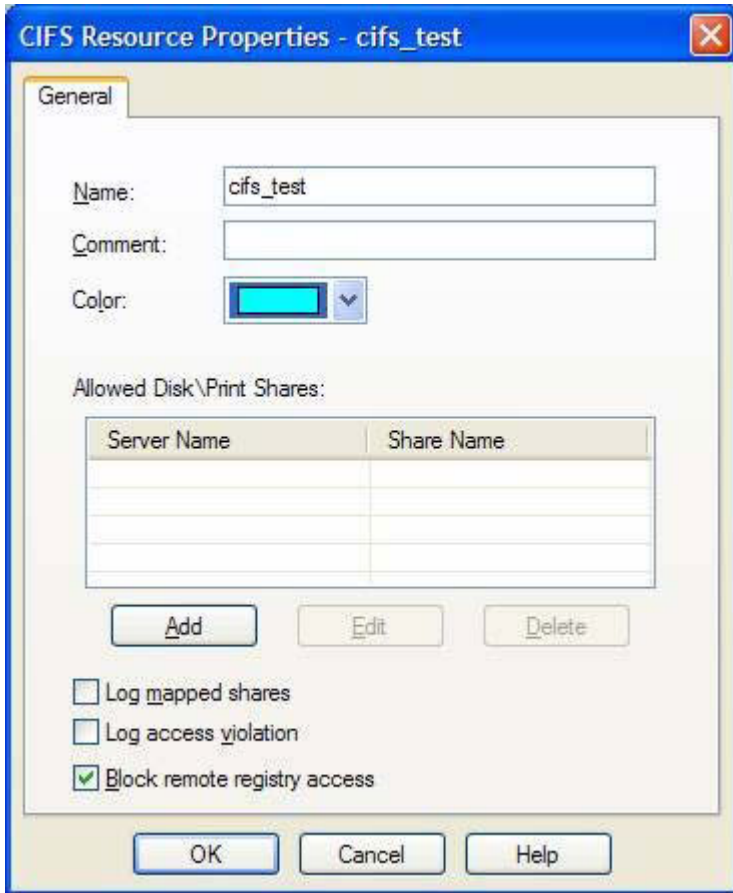 CIFS Resource Properties - cifs_test
General
Name: cifs_test
Comment:
Color:
Allowed Disk\Print Shares:
Server Name Share Name
Add Edit Delete
Log mapped shares
Log access violation
Block remote registry access
OK Cancel Help